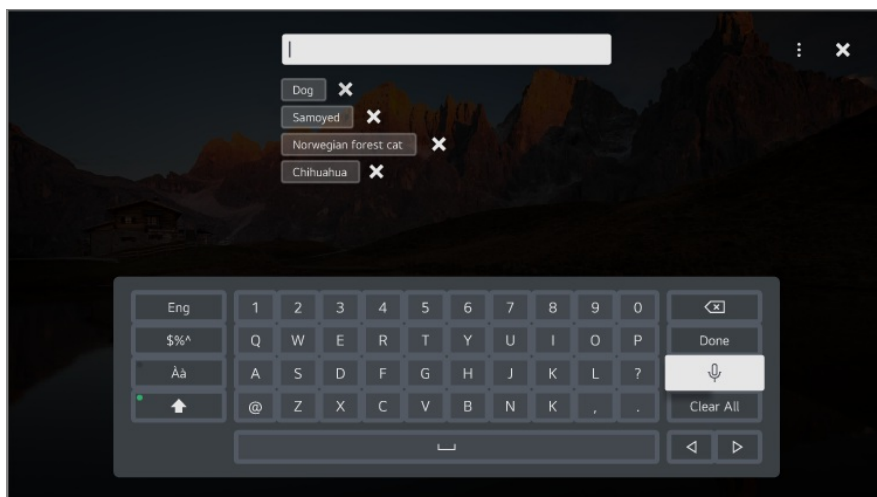 Dog
Samoyed
Norwegian forest cat
Chihuahua
Eng 1 2 3 4 5 6 7 8 9 0
$%^ Q W E R T Y U I O P Done
Àà A S D F G H J K L ?
@ Z X C V B N K , . Clear All